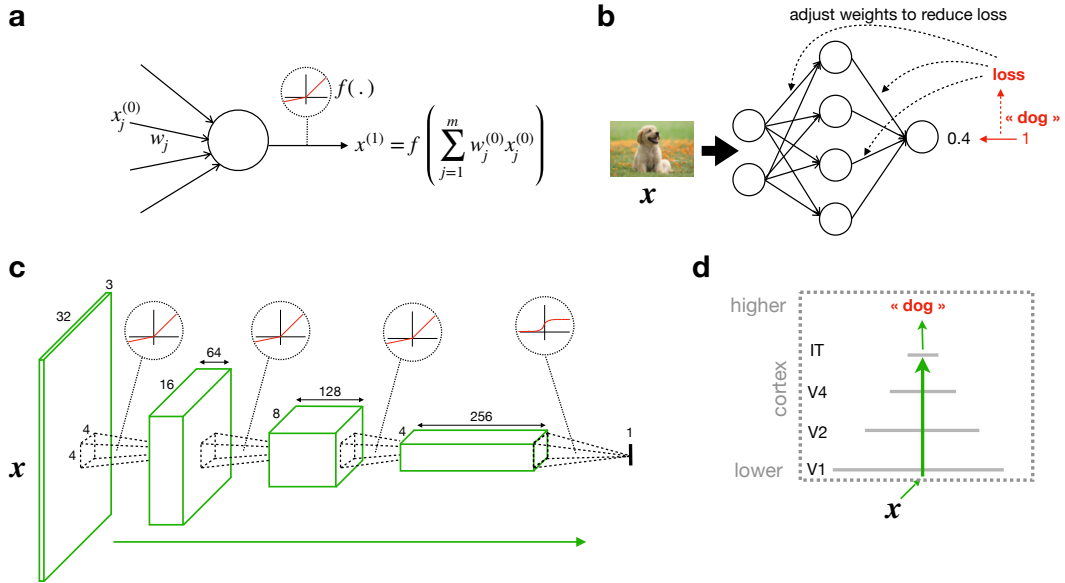 a
x_j^{(0)}
w_j
f( . )
x^{(1)} = f ( \sum_{j=1}^{m} w_j^{(0)} x_j^{(0)} )
b
adjust weights to reduce loss
loss
« dog »
0.4
1
x
c
3
32
64
16
128
8
256
4
1
4
4
x
d
higher
« dog »
IT
V4
cortex
V2
lower
V1
x